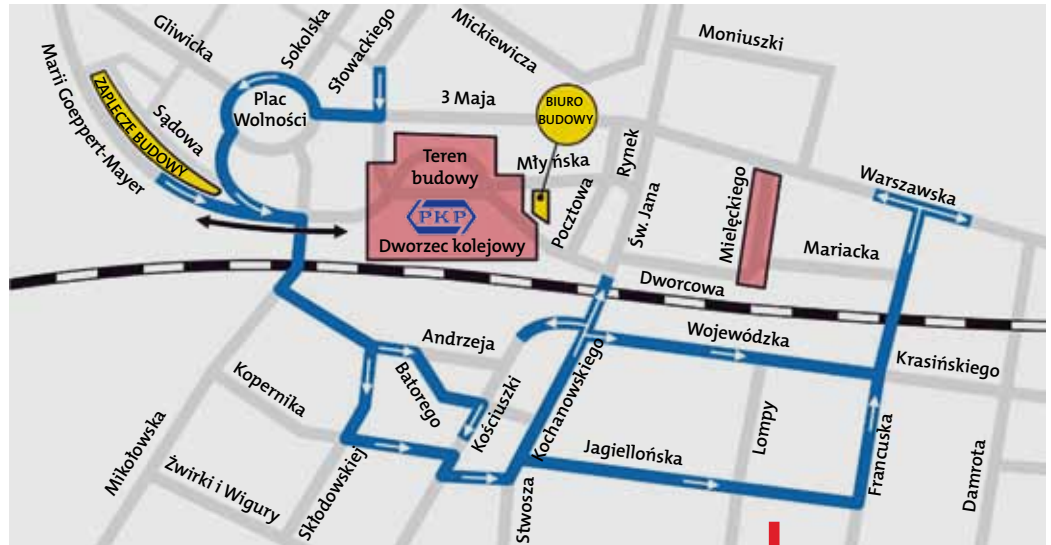 Gliwicka
Sokolska
Słowackiego
Mickiewicza
Moniuszki
Marii Goeppert-Mayer
ZAPLECZE BUDOWY
Sądowa
Plac
Wolności
3 Maja
BIURO
BUDOWY
Teren
budowy
PKP
Dworzec kolejowy
Młyńska
Rynek
Pocztowa
Św. Jana
Mielęckiego
Warszawska
Mariacka
Dworcowa
Andrzeja
Wojewódzka
Krasińskiego
Kopernika
Batorego
Kościuszki
Kochanowskiego
Mikołowska
Żwirki i Wigury
Skłodowskiej
Stwosza
Jagiellońska
Lompy
Francuska
Damrota